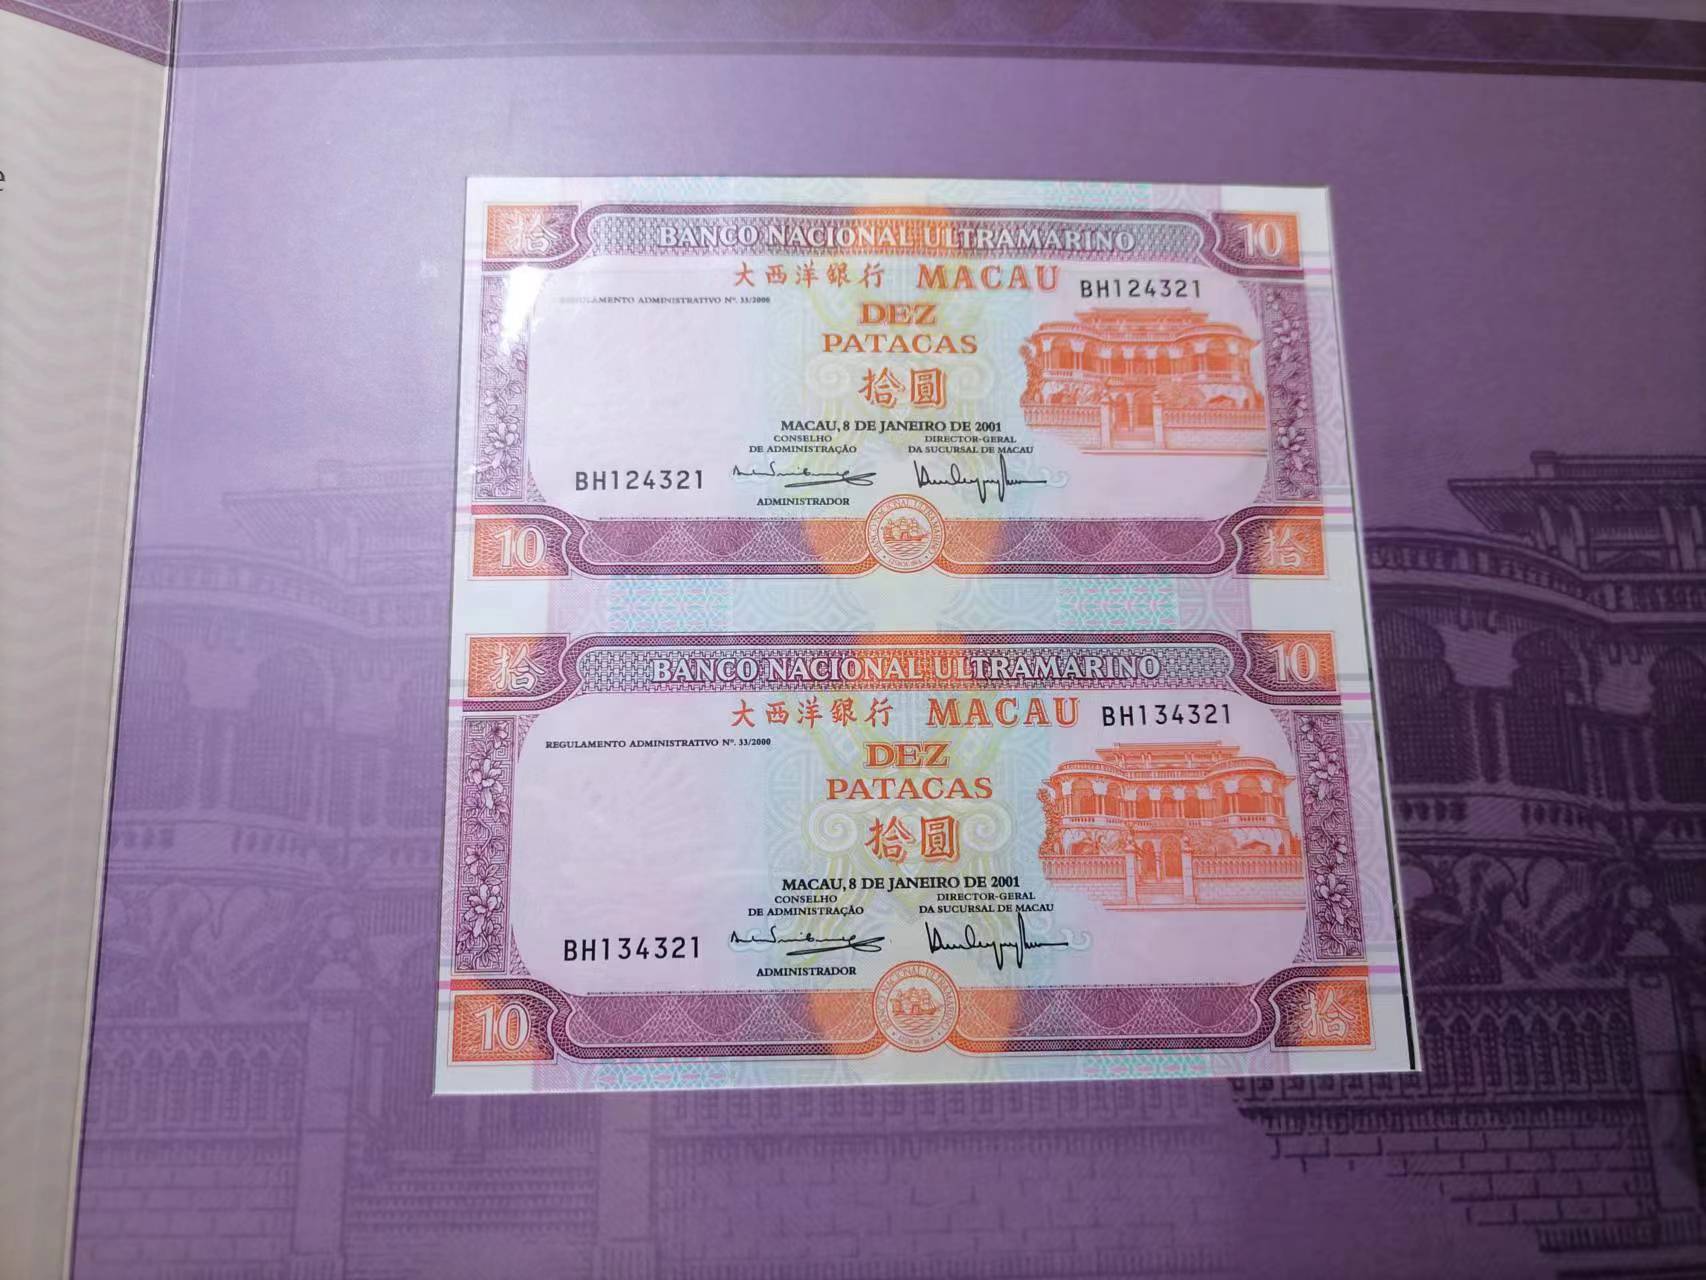 e
拾 BANCO NACIONAL ULTRAMARINO 10
大西洋銀行 MACAU BH124321
REGULAMENTO ADMINISTRATIVO Nº. 33/2000
DEZ
PATACAS
拾圓
MACAU, 8 DE JANEIRO DE 2001
CONSELHO DIRECTOR-GERAL
DE ADMINISTRAÇÃO DA SUCURSAL DE MACAU
BH124321
ADMINISTRADOR
10 拾
拾 BANCO NACIONAL ULTRAMARINO 10
大西洋銀行 MACAU BH134321
REGULAMENTO ADMINISTRATIVO Nº. 33/2000
DEZ
PATACAS
拾圓
MACAU, 8 DE JANEIRO DE 2001
CONSELHO DIRECTOR-GERAL
DE ADMINISTRAÇÃO DA SUCURSAL DE MACAU
BH134321
ADMINISTRADOR
10 拾